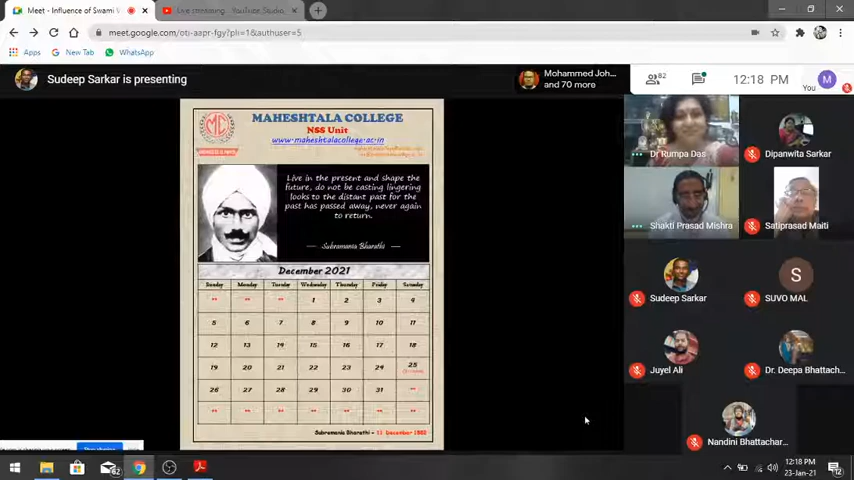 Meet - Influence of Swami V
Live streaming - YouTube Studio
meet.google.com/oti-aapr-fgy?pli=1&authuser=5
Apps
New Tab
WhatsApp
Sudeep Sarkar is presenting
Mohammed Joh...
and 70 more
82
12:18 PM
You
M
MAHESHTALA COLLEGE
NSS Unit
www.maheshtalacollege.ac.in
Live in the present and shape the
future, do not be casting lingering
looks to the distant past for the
past has passed away, never again
to return.
Subramania Bharathi
December 2021
Sunday Monday Tuesday Wednesday Thursday Friday Saturday
** ** ** 1 2 3 4
5 6 7 8 9 10 11
12 13 14 15 16 17 18
19 20 21 22 23 24 25
26 27 28 29 30 31 **
** ** ** ** ** ** **
Subramania Bharathi - 11 December 1882
Dr Rumpa Das
Dipanwita Sarkar
Shakti Prasad Mishra
Satiprasad Maiti
Sudeep Sarkar
S
SUVO MAL
Juyel Ali
Dr. Deepa Bhattach...
Nandini Bhattachar...
62
12:18 PM
23-Jan-21
12